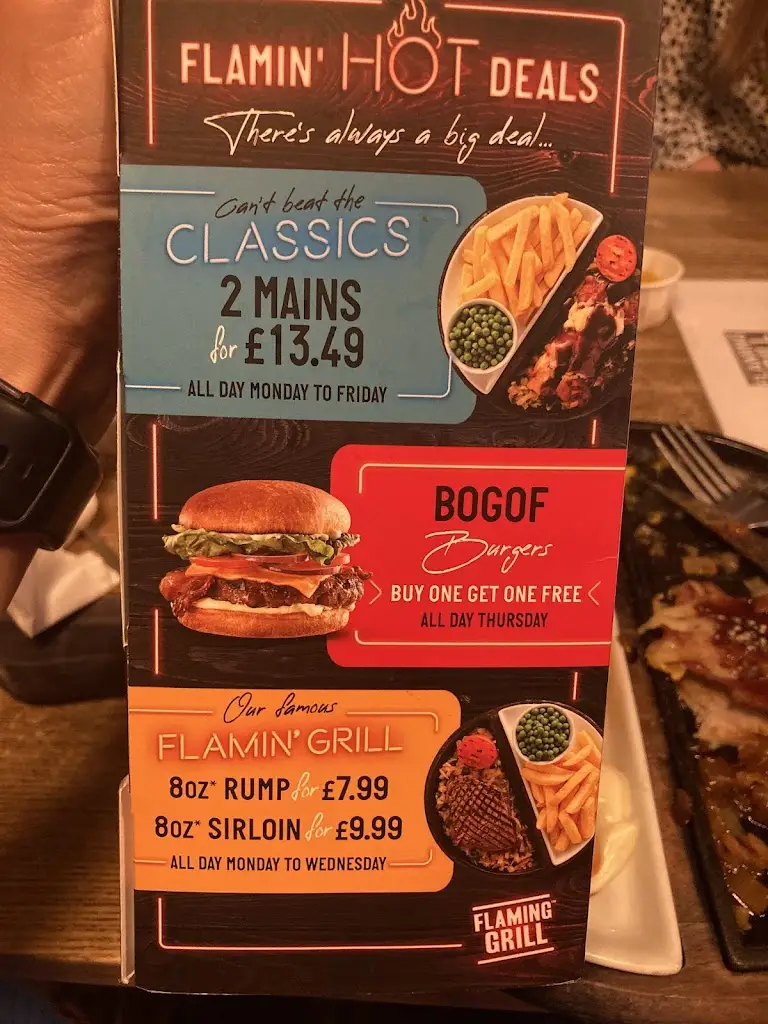 FLAMIN' HOT DEALS
There's always a big deal...
Can't beat the
CLASSICS
2 MAINS
for £13.49
ALL DAY MONDAY TO FRIDAY
BOGOF
Burgers
BUY ONE GET ONE FREE
ALL DAY THURSDAY
Our famous
FLAMIN' GRILL
8OZ* RUMP for £7.99
8OZ* SIRLOIN for £9.99
ALL DAY MONDAY TO WEDNESDAY
FLAMING
GRILL